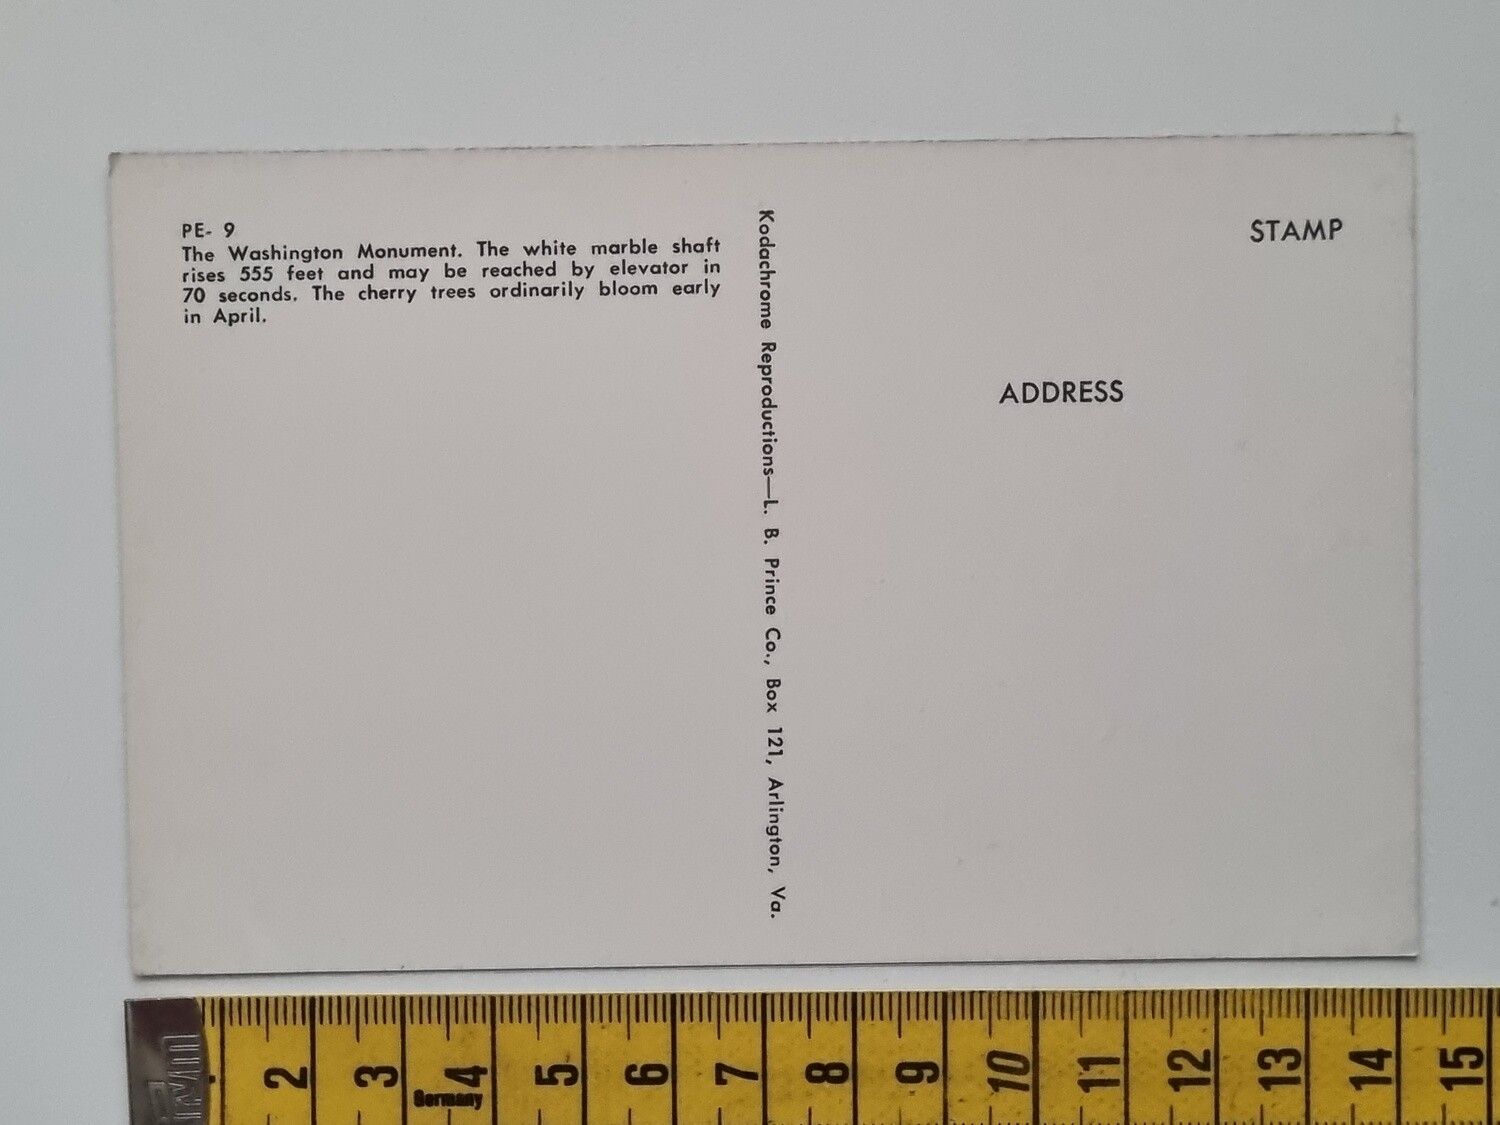 PE- 9
The Washington Monument. The white marble shaft
rises 555 feet and may be reached by elevator in
70 seconds. The cherry trees ordinarily bloom early
in April.
Kodachrome Reproductions—L. B. Prince Co., Box 121, Arlington, Va.
STAMP
ADDRESS
2 3 4 5 6 7 8 9 10 11 12 13 14 15
Germany